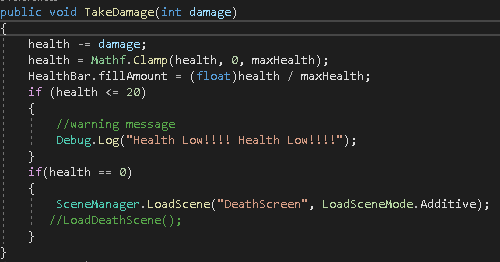 public void TakeDamage(int damage)
{
health -= damage;
health = Mathf.Clamp(health, 0, maxHealth);
HealthBar.fillAmount = (float)health / maxHealth;
if (health <= 20)
{
//warning message
Debug.Log("Health Low!!!! Health Low!!!!");
}
if(health == 0)
{
SceneManager.LoadScene("DeathScreen", LoadSceneMode.Additive);
//LoadDeathScene();
}
}